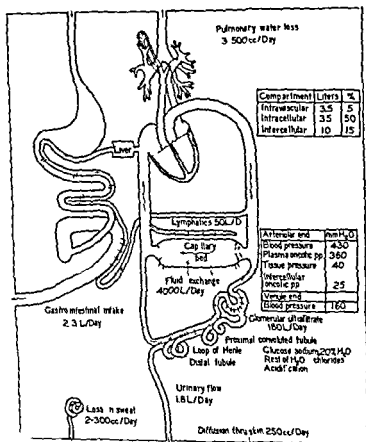 Pulmonary water loss
3-500cc/Day
Compartment Liters %
Intravascular 3.5 5
Intracellular 35 50
Intercellular 10 15
Liver
Lymphatics 50L/D
Capillary
bed
Fluid exchange
4000L/Day
Arteriolar end mmH2O
Blood pressure 430
Plasma oncotic pp 360
Tissue pressure 40
Intercellular
oncotic pp 25
Venule end
Blood pressure 160
Gastrointestinal intake
2.3L/Day
Glomerular ultrafiltrate
180L/Day
Proximal convoluted tubule
Glucose sodium, 20% H2O
Loop of Henle
Rest of H2O chlorides
Distal tubule
Acidification
Urinary flow
1.8L/Day
Loss in sweat
2-300cc/Day
Diffusion thru skin 250cc/Day